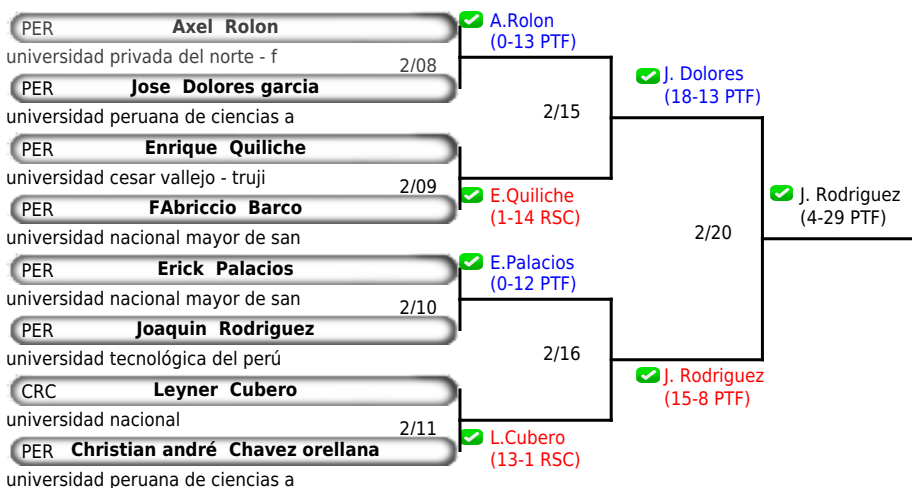 PER Axel Rolon
universidad privada del norte - f
2/08
PER Jose Dolores garcia
universidad peruana de ciencias a
PER Enrique Quiliche
universidad cesar vallejo - truji
2/09
PER FAbriccio Barco
universidad nacional mayor de san
PER Erick Palacios
universidad nacional mayor de san
2/10
PER Joaquin Rodriguez
universidad tecnológica del perú
CRC Leyner Cubero
universidad nacional
2/11
PER Christian andré Chavez orellana
universidad peruana de ciencias a
A.Rolon
(0-13 PTF)
2/15
E.Quiliche
(1-14 RSC)
E.Palacios
(0-12 PTF)
2/16
L.Cubero
(13-1 RSC)
J. Dolores
(18-13 PTF)
2/20
J. Rodriguez
(15-8 PTF)
J. Rodriguez
(4-29 PTF)